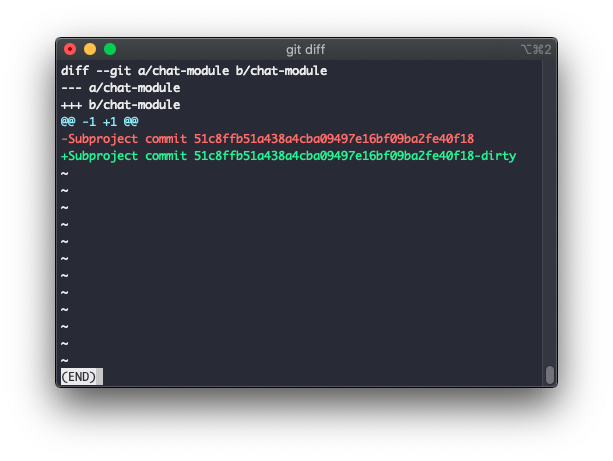 git diff
⌥⌘2
diff --git a/chat-module b/chat-module
--- a/chat-module
+++ b/chat-module
@@ -1 +1 @@
-Subproject commit 51c8ffb51a438a4cba09497e16bf09ba2fe40f18
+Subproject commit 51c8ffb51a438a4cba09497e16bf09ba2fe40f18-dirty
~
~
~
~
~
~
~
~
~
~
~
~
(END)